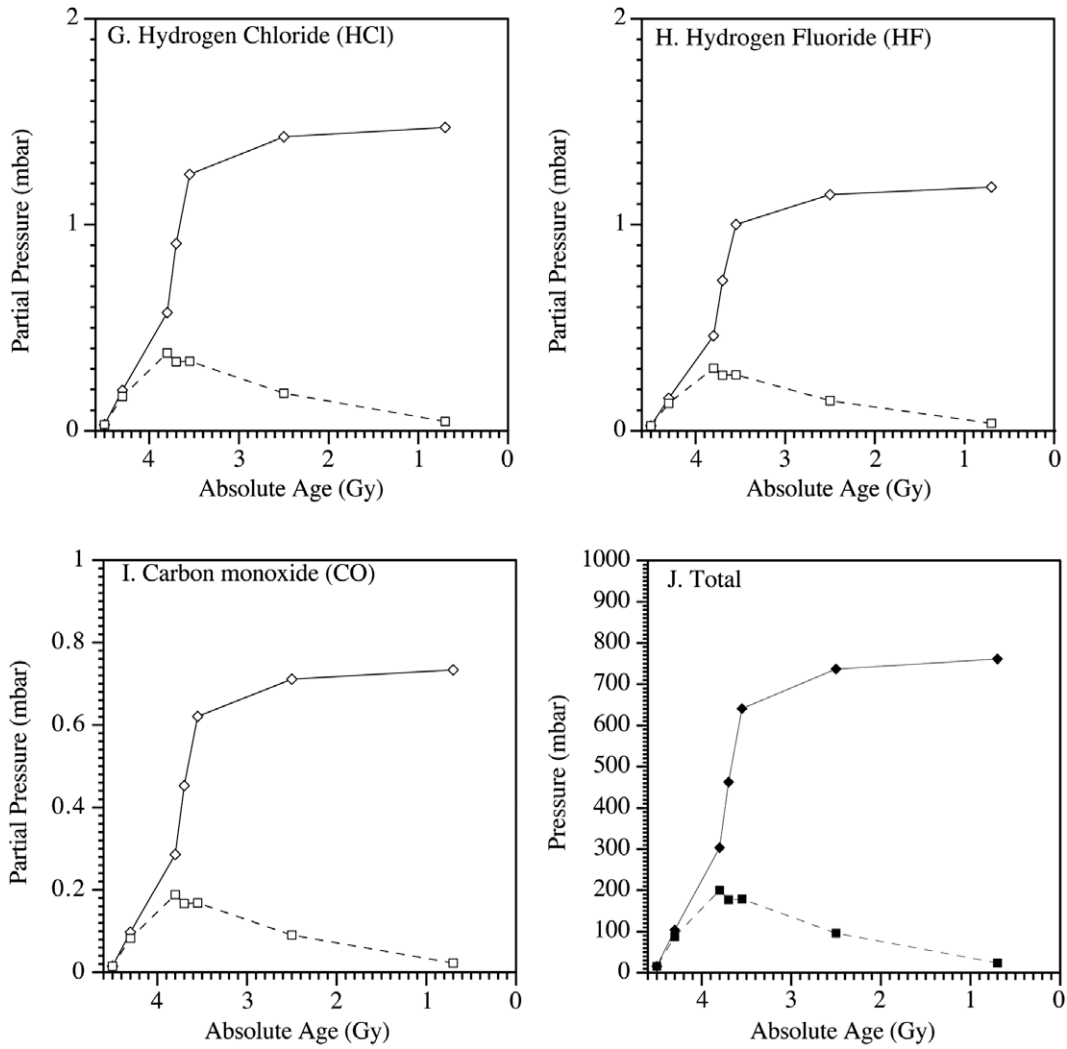 G. Hydrogen Chloride (HCl)
Partial Pressure (mbar)
2
1
0
4 3 2 1 0
Absolute Age (Gy)
H. Hydrogen Fluoride (HF)
Partial Pressure (mbar)
2
1
0
4 3 2 1 0
Absolute Age (Gy)
I. Carbon monoxide (CO)
Partial Pressure (mbar)
1
0.8
0.6
0.4
0.2
0
4 3 2 1 0
Absolute Age (Gy)
J. Total
Pressure (mbar)
1000
900
800
700
600
500
400
300
200
100
0
4 3 2 1 0
Absolute Age (Gy)